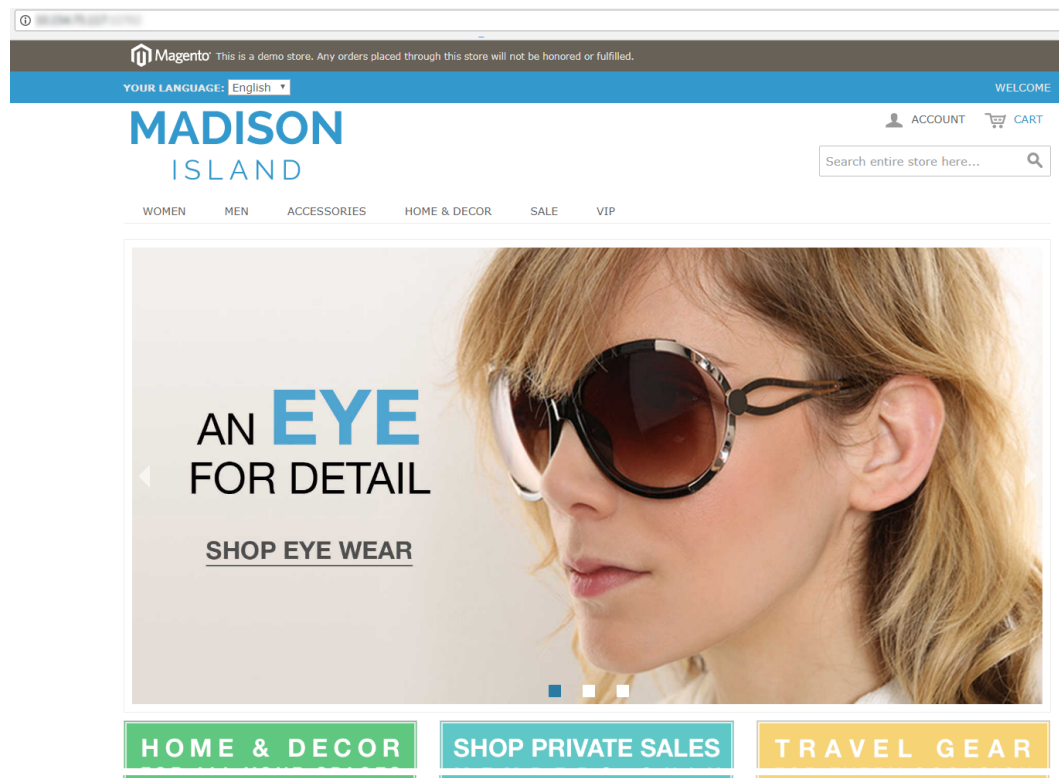 Magento This is a demo store. Any orders placed through this store will not be honored or fulfilled.
YOUR LANGUAGE: English WELCOME
MADISON
ISLAND
ACCOUNT CART
Search entire store here...
WOMEN MEN ACCESSORIES HOME & DECOR SALE VIP
AN EYE
FOR DETAIL
SHOP EYE WEAR
HOME & DECOR SHOP PRIVATE SALES TRAVEL GEAR